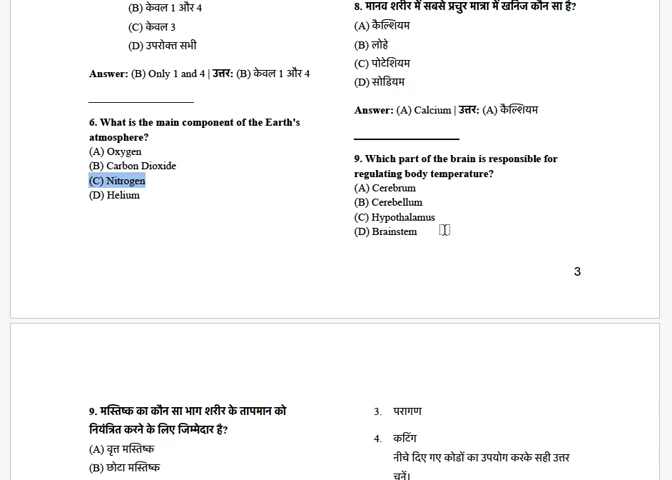 (B) केवल 1 और 4
(C) केवल 3
(D) उपरोक्त सभी
Answer: (B) Only 1 and 4 | उत्तर: (B) केवल 1 और 4
6. What is the main component of the Earth's
atmosphere?
(A) Oxygen
(B) Carbon Dioxide
(C) Nitrogen
(D) Helium
8. मानव शरीर में सबसे प्रचुर मात्रा में खनिज कौन सा है?
(A) कैल्शियम
(B) लोहे
(C) पोटेशियम
(D) सोडियम
Answer: (A) Calcium | उत्तर: (A) कैल्शियम
9. Which part of the brain is responsible for
regulating body temperature?
(A) Cerebrum
(B) Cerebellum
(C) Hypothalamus
(D) Brainstem
3
9. मस्तिष्क का कौन सा भाग शरीर के तापमान को
नियंत्रित करने के लिए जिम्मेदार है?
(A) वृत्त मस्तिष्क
(B) छोटा मस्तिष्क
3. परागण
4. कटिंग
नीचे दिए गए कोडों का उपयोग करके सही उत्तर
चुनें।